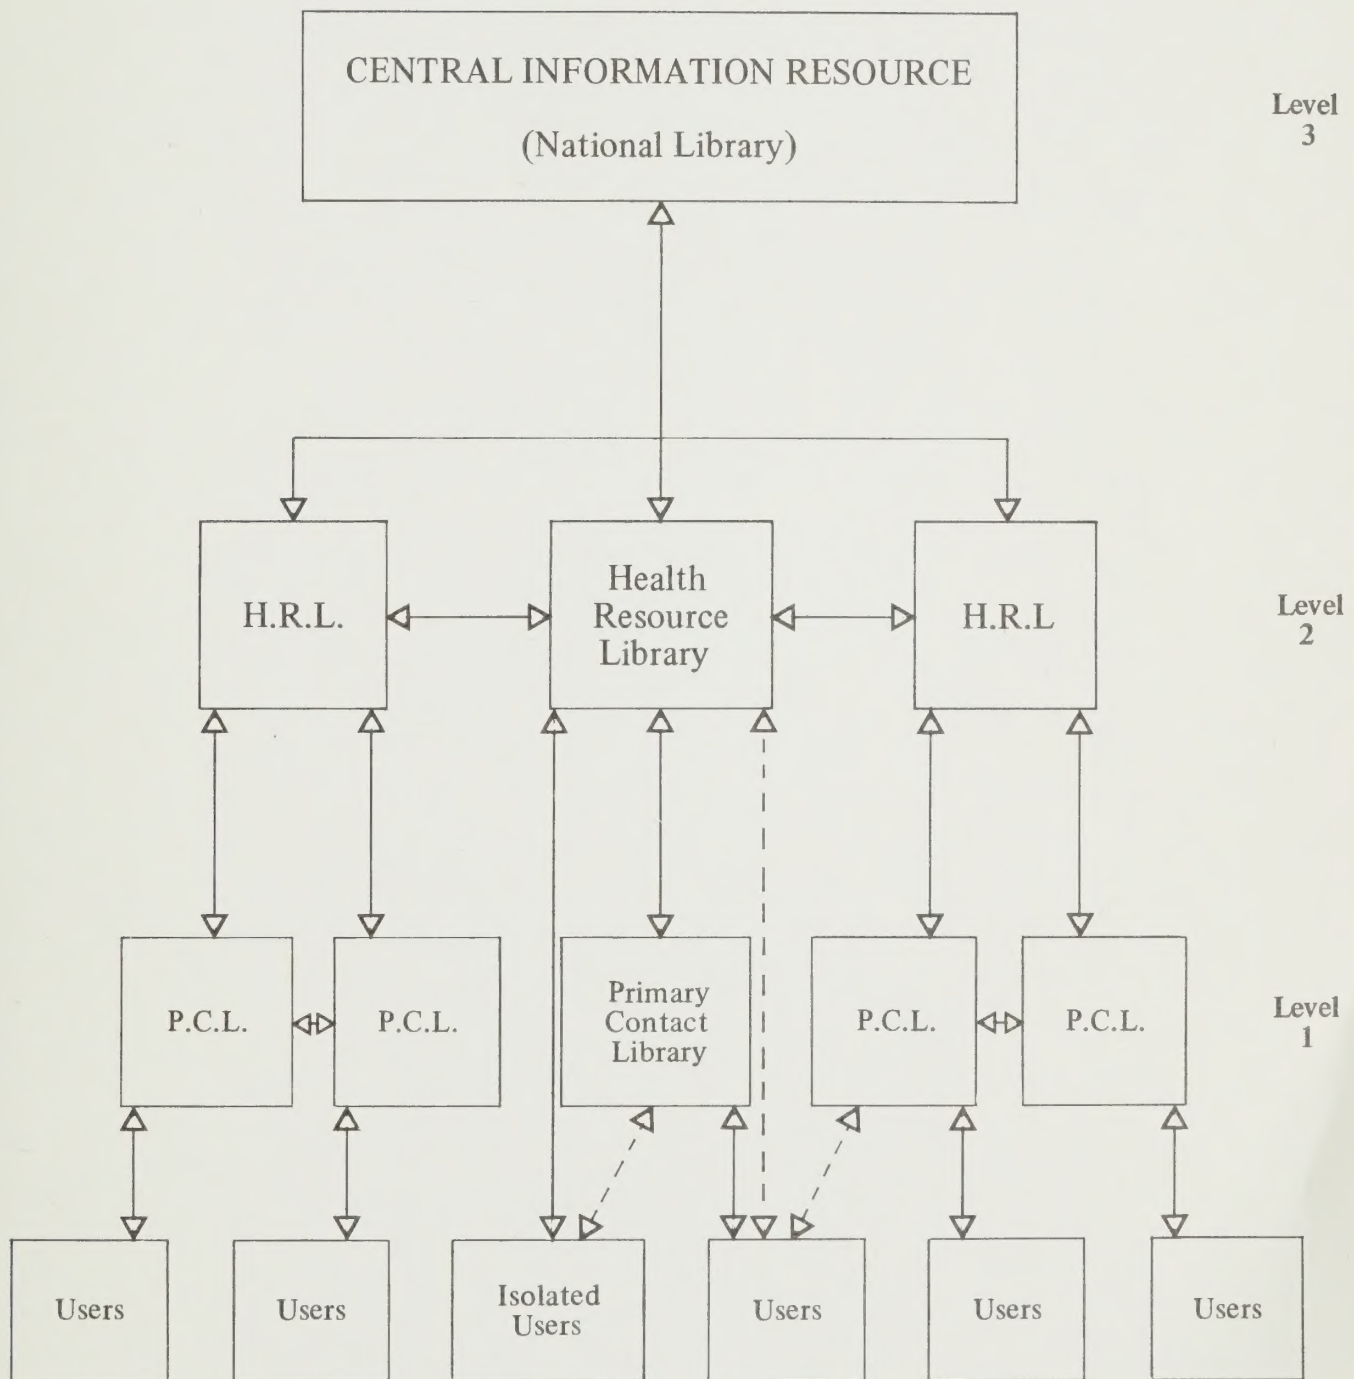 CENTRAL INFORMATION RESOURCE
(National Library)
Level
3
H.R.L.
Health
Resource
Library
H.R.L
Level
2
P.C.L.
P.C.L.
Primary
Contact
Library
P.C.L.
P.C.L.
Level
1
Users
Users
Isolated
Users
Users
Users
Users